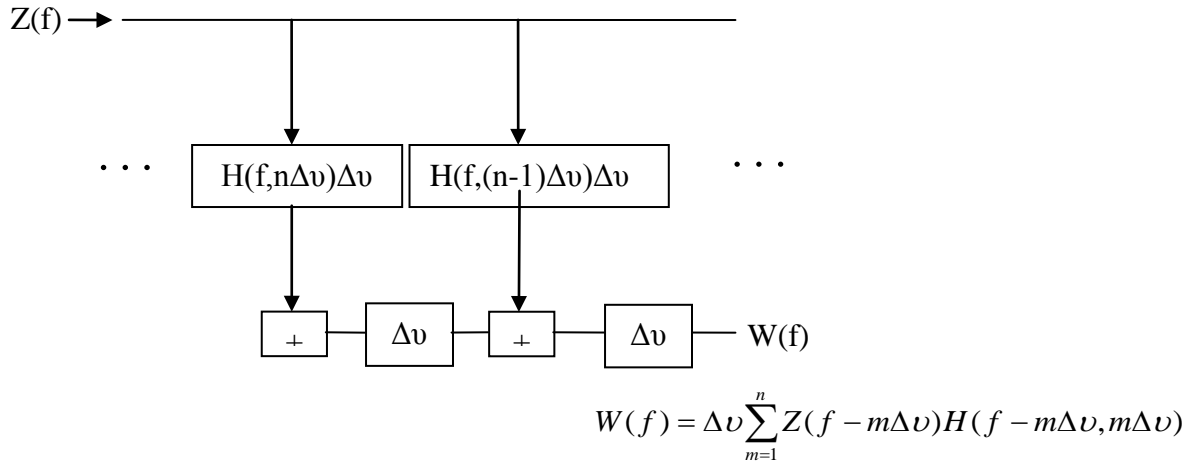 Z(f)
. . .
H(f,nΔυ)Δυ
H(f,(n-1)Δυ)Δυ
. . .
+
Δυ
+
Δυ
W(f)
W(f) = Δυ∑_{m=1}^{n} Z(f − mΔυ)H(f − mΔυ, mΔυ)